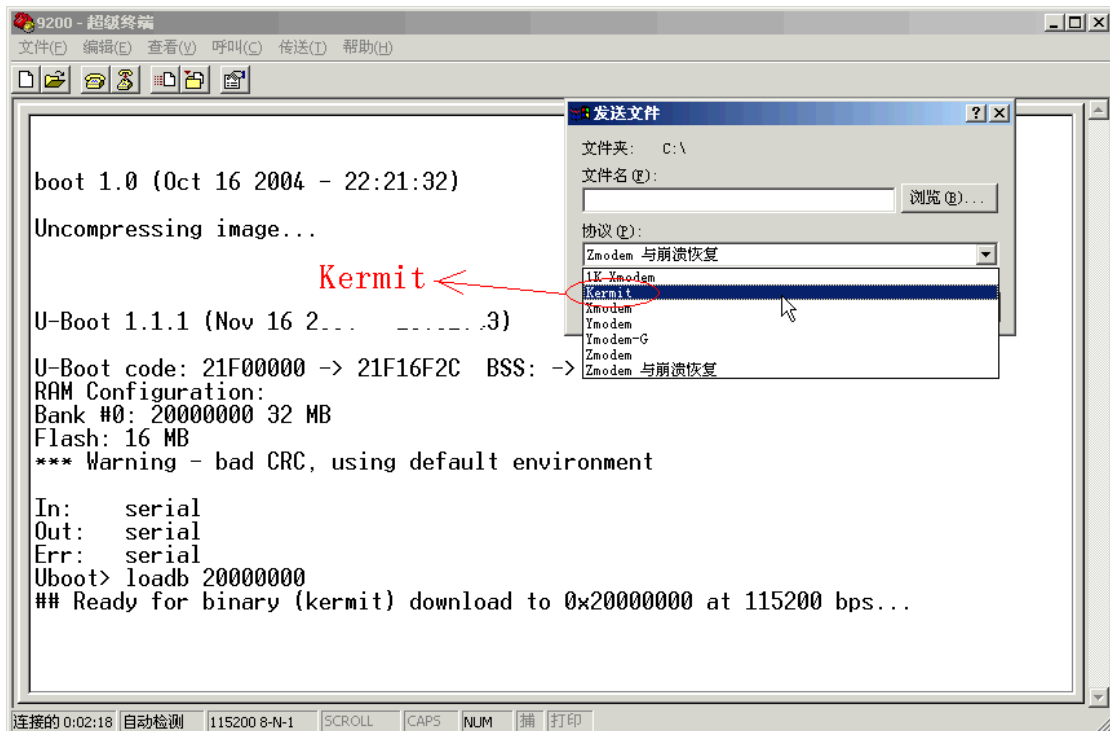 9200 - 超级终端
文件(F) 编辑(E) 查看(V) 呼叫(C) 传送(T) 帮助(H)
boot 1.0 (Oct 16 2004 - 22:21:32)
Uncompressing image...
U-Boot 1.1.1 (Nov 16 2... 3)
U-Boot code: 21F00000 -> 21F16F2C BSS: ->
RAM Configuration:
Bank #0: 20000000 32 MB
Flash: 16 MB
*** Warning - bad CRC, using default environment
In: serial
Out: serial
Err: serial
Uboot> loadb 20000000
## Ready for binary (kermit) download to 0x20000000 at 115200 bps...
Kermit
发送文件
文件夹: C:\
文件名(F):
浏览(B)...
协议(P):
Zmodem 与崩溃恢复
1K Xmodem
Kermit
Xmodem
Ymodem
Ymodem-G
Zmodem
Zmodem 与崩溃恢复
连接的 0:02:18 自动检测 115200 8-N-1 SCROLL CAPS NUM 捕 打印